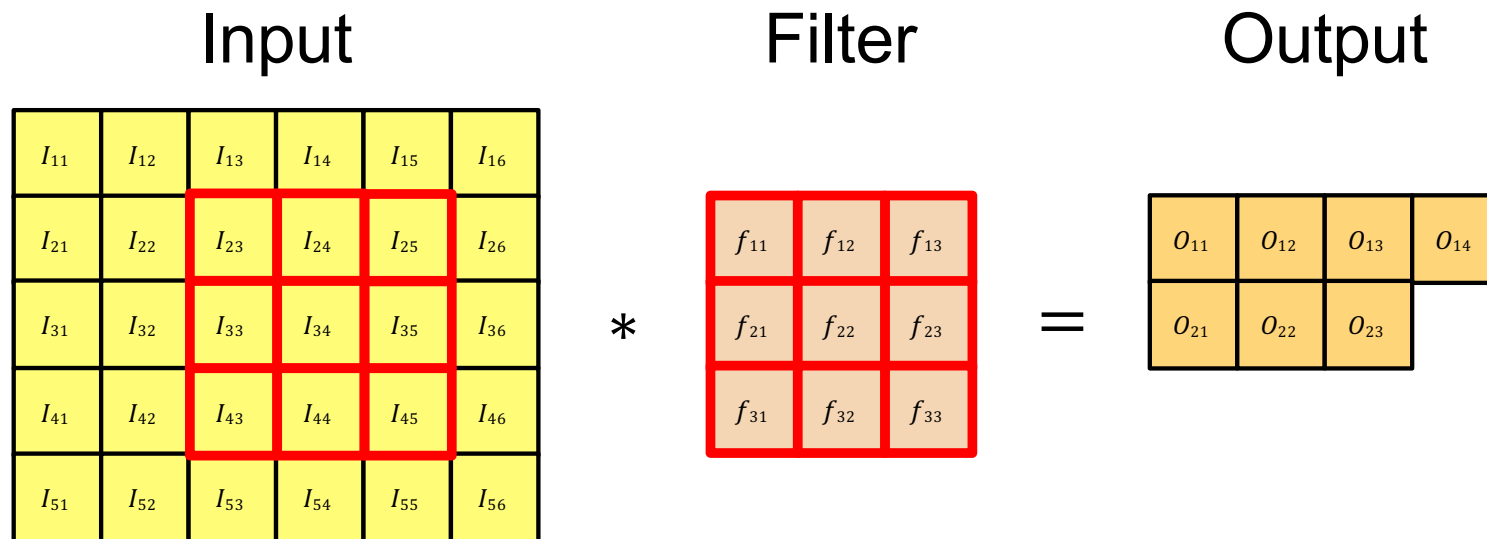 Input Filter Output
I₁₁ I₁₂ I₁₃ I₁₄ I₁₅ I₁₆
I₂₁ I₂₂ I₂₃ I₂₄ I₂₅ I₂₆ f₁₁ f₁₂ f₁₃ O₁₁ O₁₂ O₁₃ O₁₄
I₃₁ I₃₂ I₃₃ I₃₄ I₃₅ I₃₆ * f₂₁ f₂₂ f₂₃ = O₂₁ O₂₂ O₂₃
I₄₁ I₄₂ I₄₃ I₄₄ I₄₅ I₄₆ f₃₁ f₃₂ f₃₃
I₅₁ I₅₂ I₅₃ I₅₄ I₅₅ I₅₆